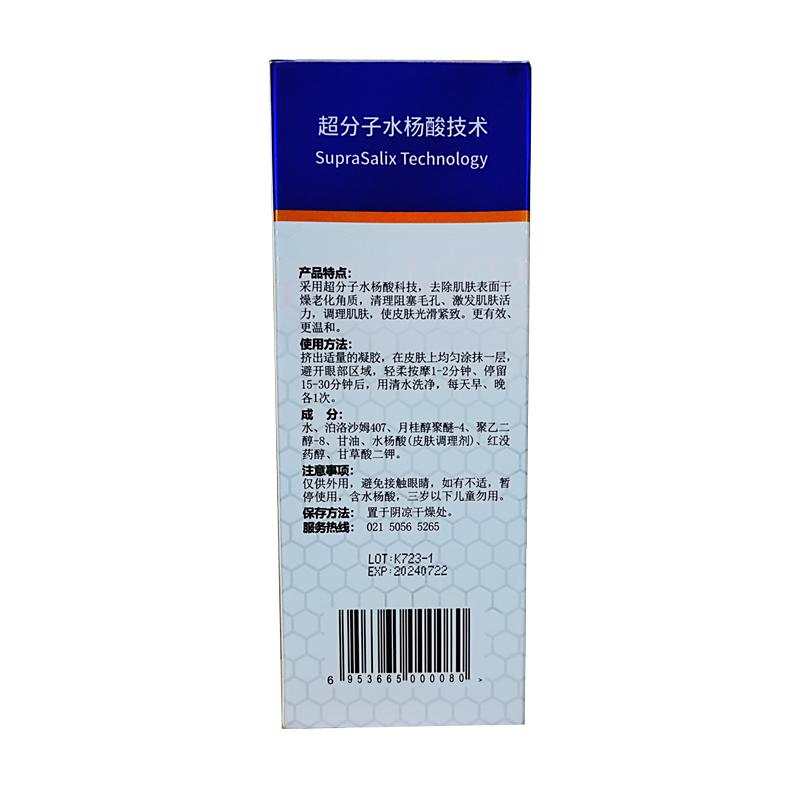 超分子水杨酸技术
SupraSalix Technology
产品特点：
采用超分子水杨酸科技，去除肌肤表面干
燥老化角质，清理阻塞毛孔、激发肌肤活
力，调理肌肤，使皮肤光滑紧致。更有效、
更温和。
使用方法：
挤出适量的凝胶，在皮肤上均匀涂抹一层，
避开眼部区域，轻柔按摩1-2分钟、停留
15-30分钟后，用清水洗净，每天早、晚
各1次。
成 分：
水、泊洛沙姆407、月桂醇聚醚-4、聚乙二
醇-8、甘油、水杨酸(皮肤调理剂)、红没
药醇、甘草酸二钾。
注意事项：
仅供外用，避免接触眼睛，如有不适，暂
停使用，含水杨酸，三岁以下儿童勿用。
保存方法： 置于阴凉干燥处。
服务热线： 021 5056 5265
LOT:K723-1
EXP:20240722
6 953665 000080 >